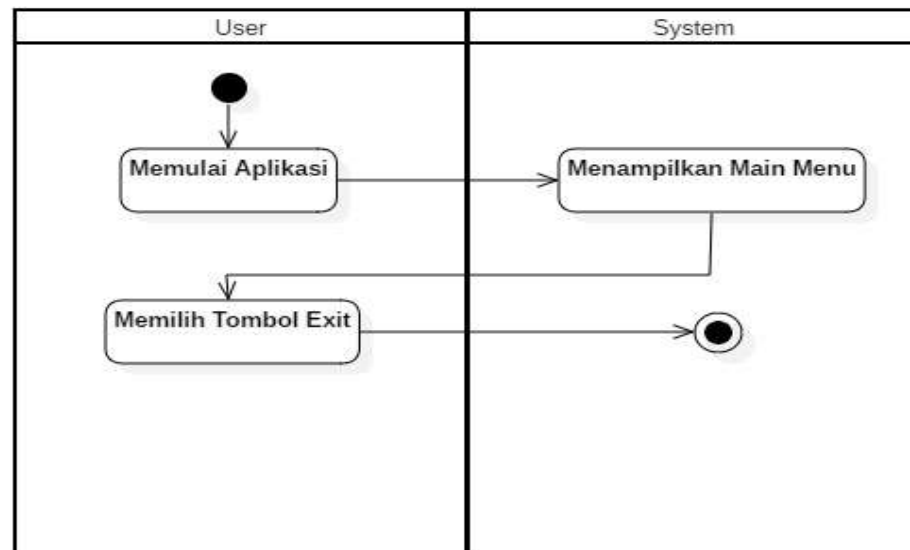 User
System
Memulai Aplikasi
Menampilkan Main Menu
Memilih Tombol Exit